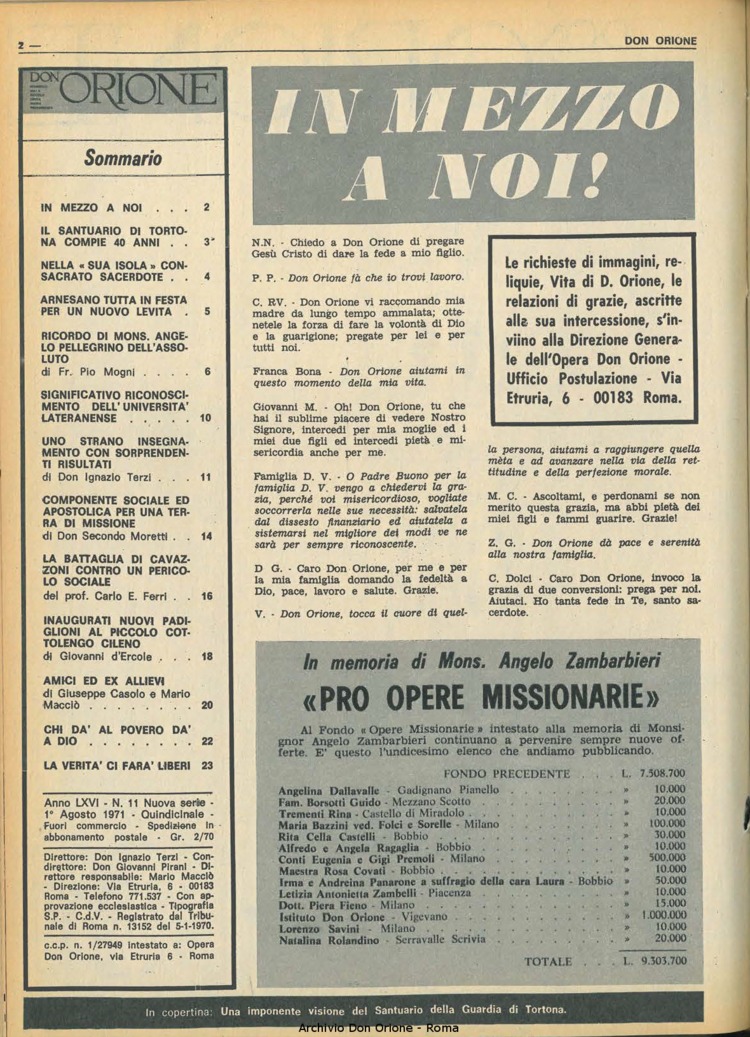 2 —
DON ORIONE
DON
ORIONE
Sommario
IN MEZZO A NOI . . . 2
IL SANTUARIO DI TORTO-
NA COMPIE 40 ANNI . . 3
NELLA « SUA ISOLA » CON-
SACRATO SACERDOTE . . 4
ARNESANO TUTTA IN FESTA
PER UN NUOVO LEVITA . 5
RICORDO DI MONS. ANGE-
LO PELLEGRINO DELL'ASSO-
LUTO
di Fr. Pio Mogni . . . . 6
SIGNIFICATIVO RICONOSCI-
MENTO DELL' UNIVERSITA'
LATERANENSE . . . . . 10
UNO STRANO INSEGNA-
MENTO CON SORPRENDEN-
TI RISULTATI
di Don Ignazio Terzi . . . 11
COMPONENTE SOCIALE ED
APOSTOLICA PER UNA TER-
RA DI MISSIONE
di Don Secondo Moretti . . 14
LA BATTAGLIA DI CAVAZ-
ZONI CONTRO UN PERICO-
LO SOCIALE
del prof. Carlo E. Ferri . . 16
INAUGURATI NUOVI PADI-
GLIONI AL PICCOLO COT-
TOLENGO CILENO
di Giovanni d'Ercole . . . 18
AMICI ED EX ALLIEVI
di Giuseppe Casolo e Mario
Macciò . . . . . . . . 20
CHI DA' AL POVERO DA'
A DIO . . . . . . . . 22
LA VERITA' CI FARA' LIBERI 23
Anno LXVI - N. 11 Nuova serie -
1° Agosto 1971 - Quindicinale -
Fuori commercio - Spedizione in
abbonamento postale - Gr. 2/70
Direttore: Don Ignazio Terzi - Con-
direttore: Don Giovanni Pirani - Di-
rettore responsabile: Mario Macciò
- Direzione: Via Etruria, 6 - 00183
Roma - Telefono 771.537 - Con ap-
provazione ecclesiastica - Tipografia
S.P. - C.d.V. - Registrato dal Tribu-
nale di Roma n. 13152 del 5-1-1970.
c.c.p. n. 1/27949 intestato a: Opera
Don Orione, via Etruria 6 - Roma
IN MEZZO
A NOI!
N.N. - Chiedo a Don Orione di pregare
Gesù Cristo di dare la fede a mio figlio.
P. P. - Don Orione fà che io trovi lavoro.
C. RV. - Don Orione vi raccomando mia
madre da lungo tempo ammalata; otte-
netele la forza di fare la volontà di Dio
e la guarigione; pregate per lei e per
tutti noi.
Franca Bona - Don Orione aiutami in
questo momento della mia vita.
Giovanni M. - Oh! Don Orione, tu che
hai il sublime piacere di vedere Nostro
Signore, intercedi per mia moglie ed i
miei due figli ed intercedi pietà e mi-
sericordia anche per me.
Famiglia D. V. - O Padre Buono per la
famiglia D. V. vengo a chiedervi la gra-
zia, perché voi misericordioso, vogliate
soccorrerla nelle sue necessità: salvatela
dal dissesto finanziario ed aiutatela a
sistemarsi nel migliore dei modi ve ne
sarà per sempre riconoscente.
D G. - Caro Don Orione, per me e per
la mia famiglia domando la fedeltà a
Dio, pace, lavoro e salute. Grazie.
V. - Don Orione, tocca il cuore di quel-
Le richieste di immagini, re-
liquie, Vita di D. Orione, le
relazioni di grazie, ascritte
alla sua intercessione, s'in-
viino alla Direzione Genera-
le dell'Opera Don Orione -
Ufficio Postulazione - Via
Etruria, 6 - 00183 Roma.
la persona, aiutami a raggiungere quella
mèta e ad avanzare nella via della ret-
titudine e della perfezione morale.
M. C. - Ascoltami, e perdonami se non
merito questa grazia, ma abbi pietà dei
miei figli e fammi guarire. Grazie!
Z. G. - Don Orione dà pace e serenità
alla nostra famiglia.
C. Dolci - Caro Don Orione, invoco la
grazia di due conversioni: prega per noi.
Aiutaci. Ho tanta fede in Te, santo sa-
cerdote.
In memoria di Mons. Angelo Zambarbieri
«PRO OPERE MISSIONARIE»
Al Fondo « Opere Missionarie » intestato alla memoria di Monsi-
gnor Angelo Zambarbieri continuano a pervenire sempre nuove of-
ferte. E' questo l'undicesimo elenco che andiamo pubblicando.
FONDO PRECEDENTE . . . L. 7.508.700
Angelina Dallavalle - Gadignano Pianello » 10.000
Fam. Borsotti Guido - Mezzano Scotto » 20.000
Trementi Rina - Castello di Miradolo » 10.000
Maria Bazzini ved. Folci e Sorelle - Milano » 100.000
Rita Cella Castelli - Bobbio » 30.000
Alfredo e Angela Ragaglia - Bobbio » 10.000
Conti Eugenia e Gigi Premoli - Milano » 500.000
Maestra Rosa Covati - Bobbio » 10.000
Irma e Andreina Panarone a suffragio della cara Laura - Bobbio » 50.000
Letizia Antonietta Zambelli - Piacenza » 10.000
Dott. Piera Fieno - Milano » 15.000
Istituto Don Orione - Vigevano » 1.000.000
Lorenzo Savini - Milano » 10.000
Natalina Rolandino - Serravalle Scrivia » 20.000
TOTALE . . . L. 9.303.700
In copertina: Una imponente visione del Santuario della Guardia di Tortona.
Archivio Don Orione - Roma